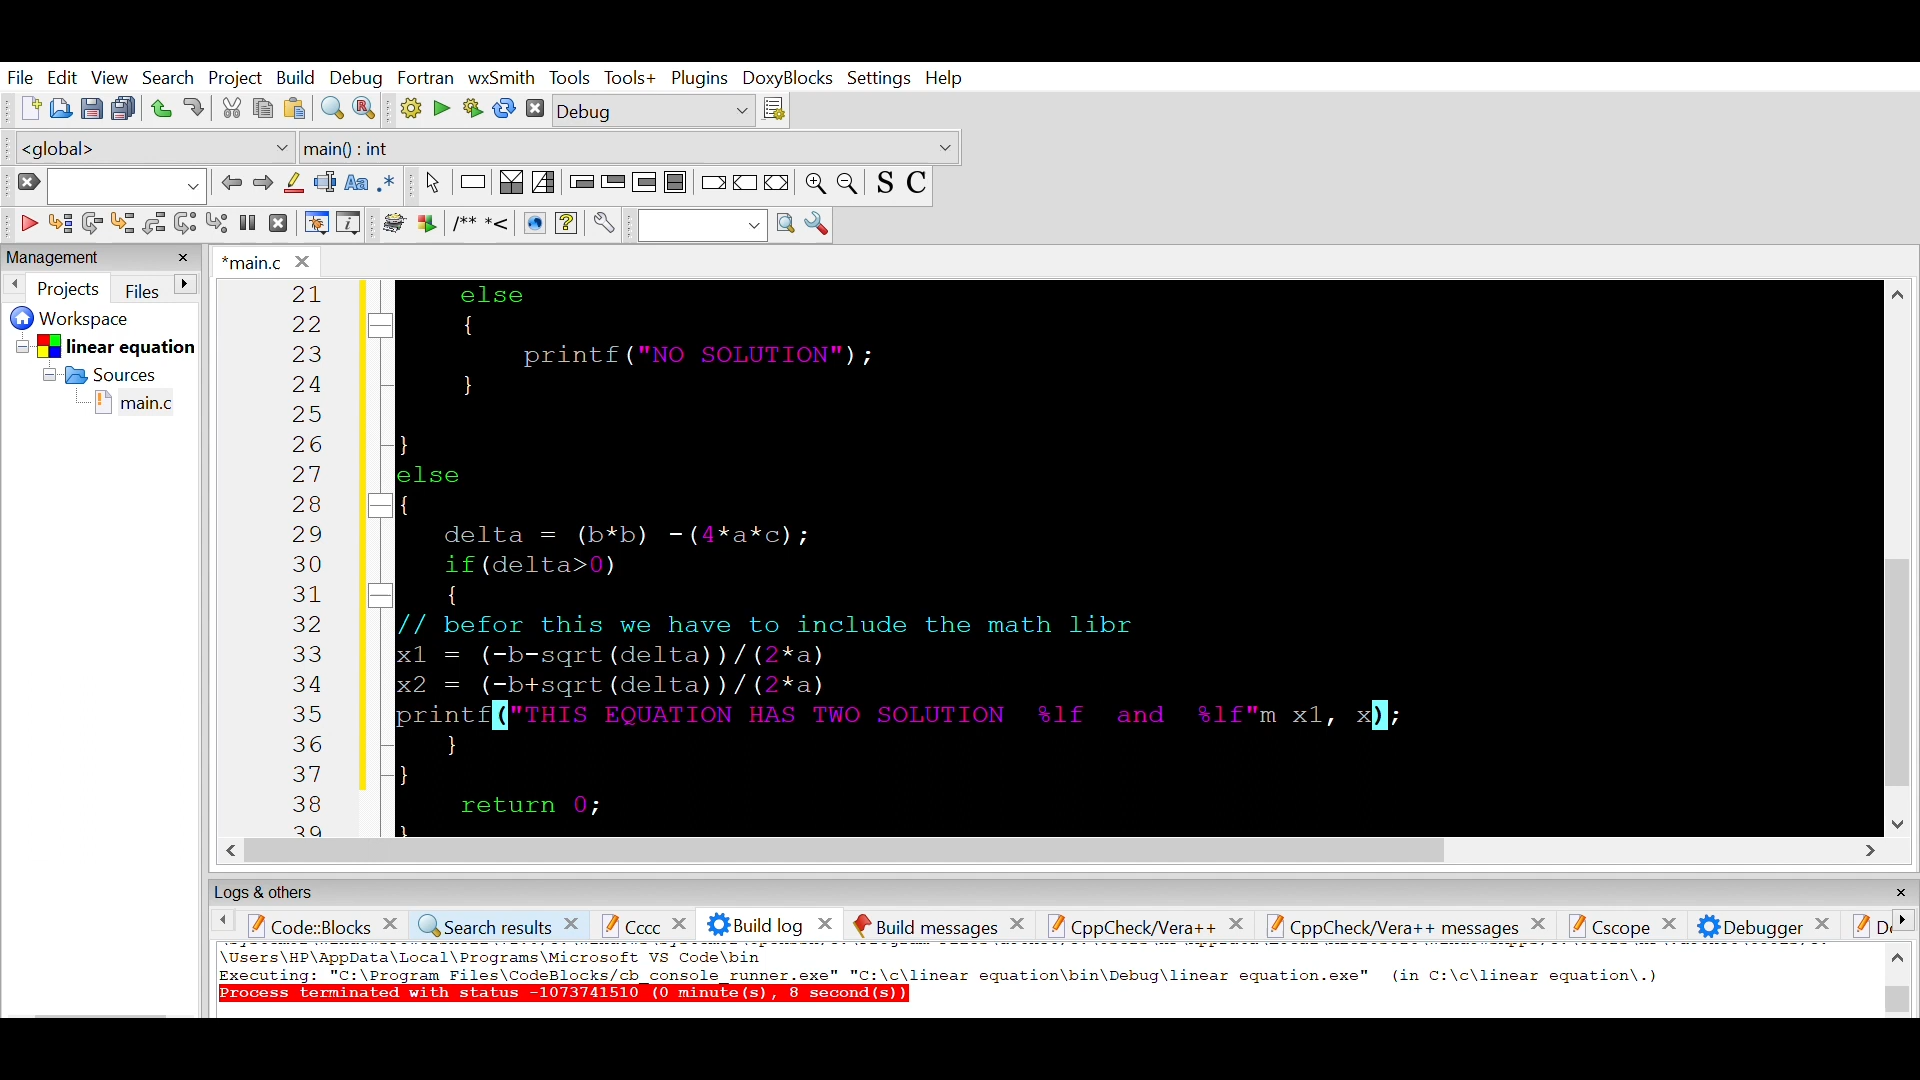 File Edit View Search Project Build Debug Fortran wxSmith Tools Tools+ Plugins DoxyBlocks Settings Help
Debug
<global> main() : int
Aa .* S C
/** *<
Management
*main.c
Projects Files
Workspace
linear equation
Sources
main.c
21 else
22 {
23 printf("NO SOLUTION");
24 }
25
26 }
27 else
28 {
29 delta = (b*b) -(4*a*c);
30 if(delta>0)
31 {
32 // befor this we have to include the math libr
33 x1 = (-b-sqrt(delta))/(2*a)
34 x2 = (-b+sqrt(delta))/(2*a)
35 printf("THIS EQUATION HAS TWO SOLUTION %lf and %lf"m x1, x);
36 }
37 }
38 return 0;
39 }
Logs & others
Code::Blocks Search results Cccc Build log Build messages CppCheck/Vera++ CppCheck/Vera++ messages Cscope Debugger
\Users\HP\AppData\Local\Programs\Microsoft VS Code\bin
Executing: "C:\Program Files\CodeBlocks/cb_console_runner.exe" "C:\c\linear equation\bin\Debug\linear equation.exe" (in C:\c\linear equation\.)
Process terminated with status -1073741510 (0 minute(s), 8 second(s))